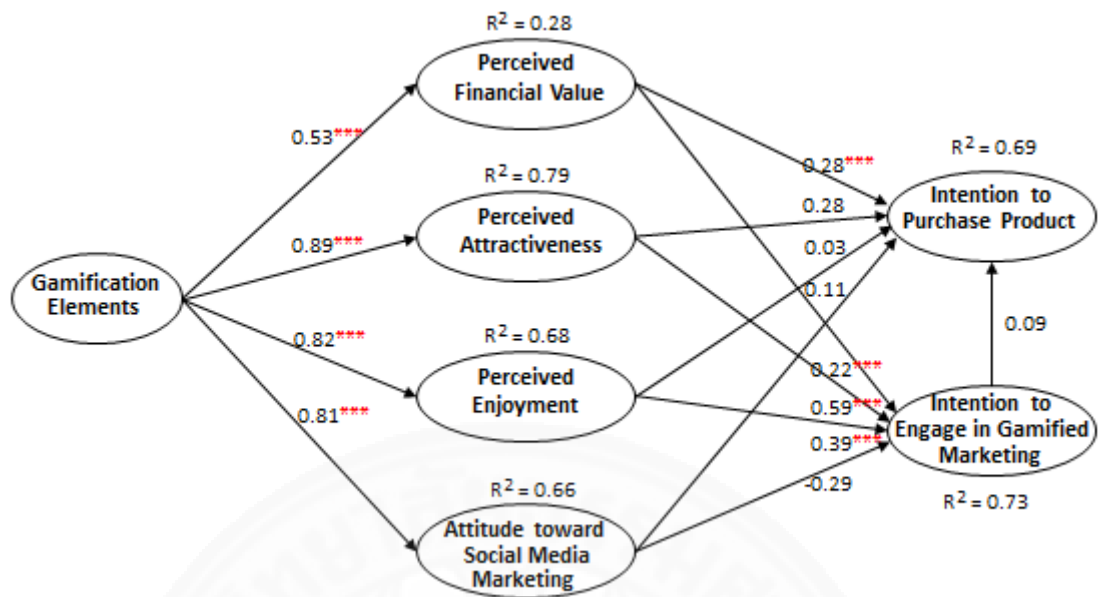 R² = 0.28
Perceived
Financial Value
0.53***
R² = 0.79
Perceived
Attractiveness
0.89***
Gamification
Elements
0.82***
R² = 0.68
Perceived
Enjoyment
0.81***
R² = 0.66
Attitude toward
Social Media
Marketing
0.28***
0.28
0.03
0.11
R² = 0.69
Intention to
Purchase Product
0.09
0.22***
0.59***
0.39***
-0.29
Intention to
Engage in Gamified
Marketing
R² = 0.73